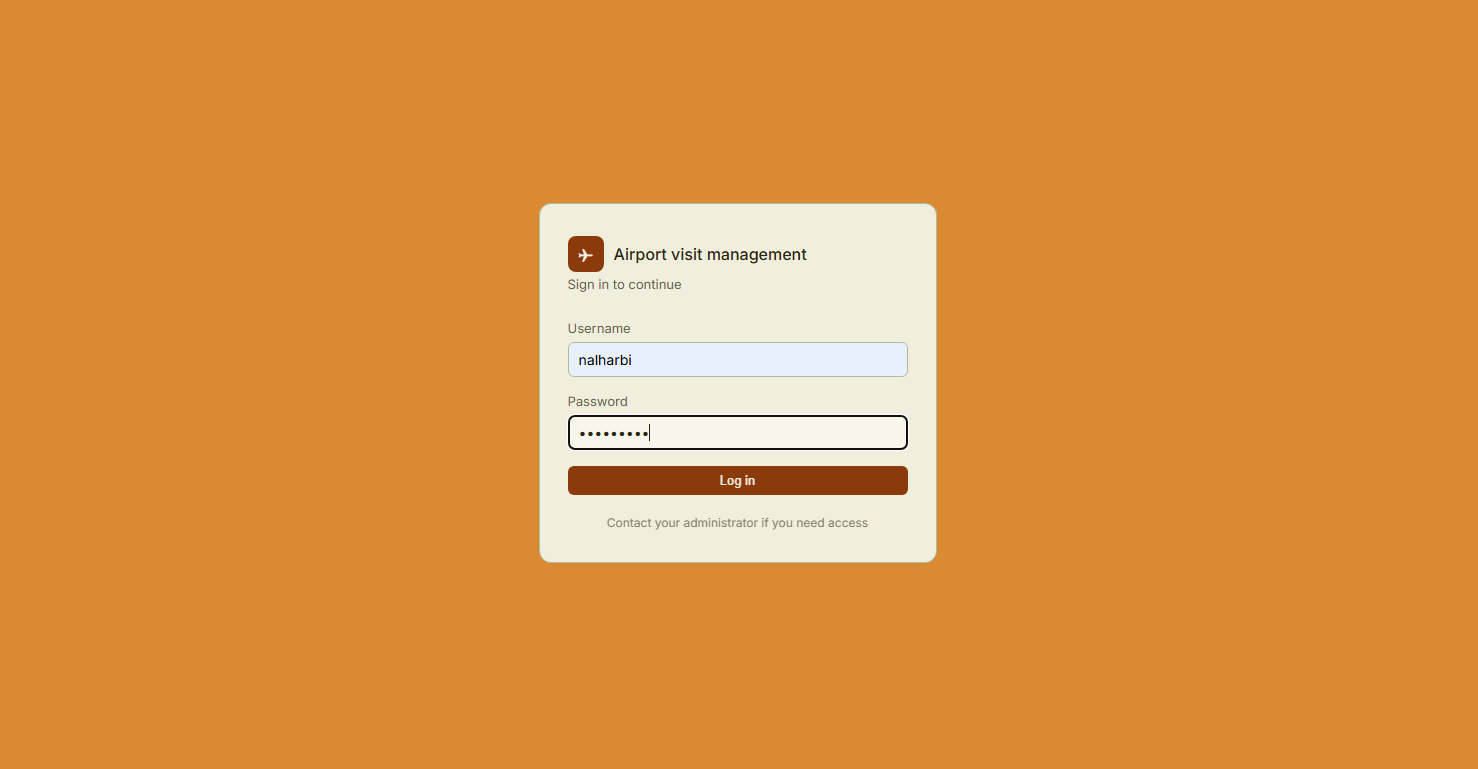 Airport visit management
Sign in to continue
Username
nalharbi
Password
•••••••••
Log in
Contact your administrator if you need access